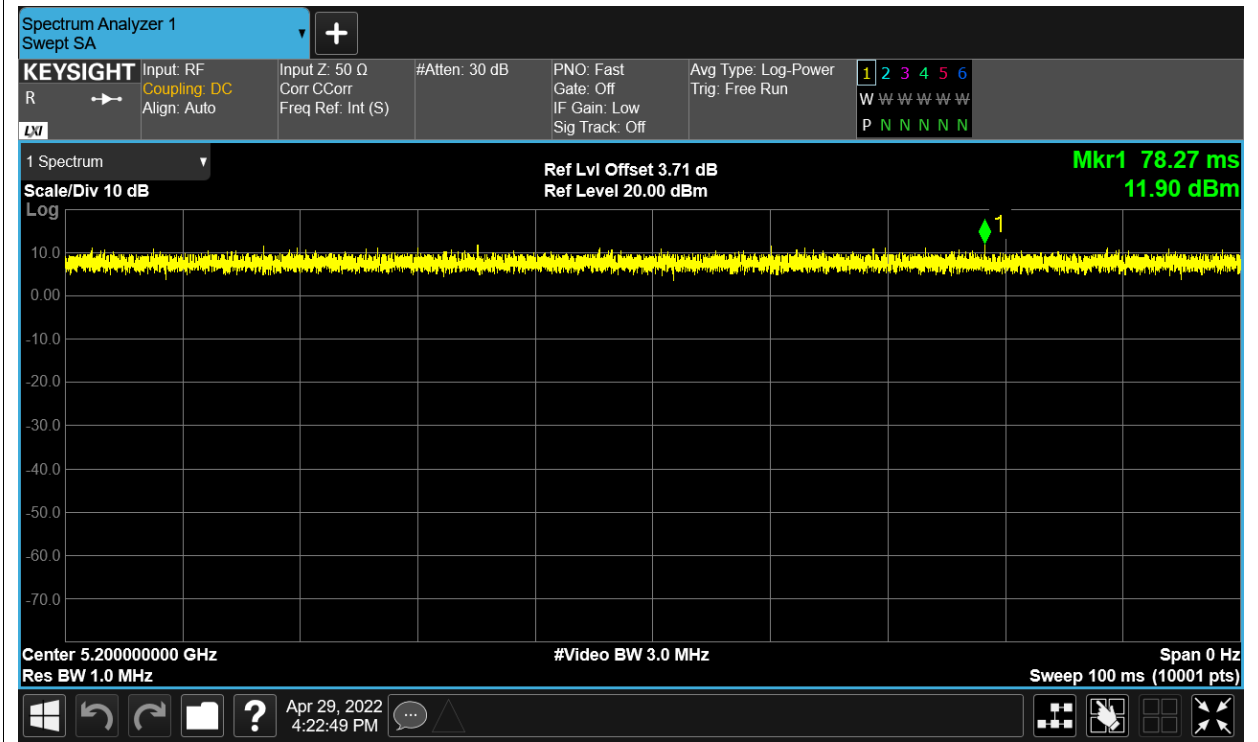 Spectrum Analyzer 1
Swept SA
KEYSIGHT
R
LXI
Input: RF
Coupling: DC
Align: Auto
Input Z: 50 Ω
Corr CCorr
Freq Ref: Int (S)
#Atten: 30 dB
PNO: Fast
Gate: Off
IF Gain: Low
Sig Track: Off
Avg Type: Log-Power
Trig: Free Run
1 2 3 4 5 6
W W W W W W
P N N N N N
1 Spectrum
Scale/Div 10 dB
Log
Ref Lvl Offset 3.71 dB
Ref Level 20.00 dBm
Mkr1 78.27 ms
11.90 dBm
1
10.0
0.00
-10.0
-20.0
-30.0
-40.0
-50.0
-60.0
-70.0
Center 5.200000000 GHz
Res BW 1.0 MHz
#Video BW 3.0 MHz
Span 0 Hz
Sweep 100 ms (10001 pts)
?
Apr 29, 2022
4:22:49 PM